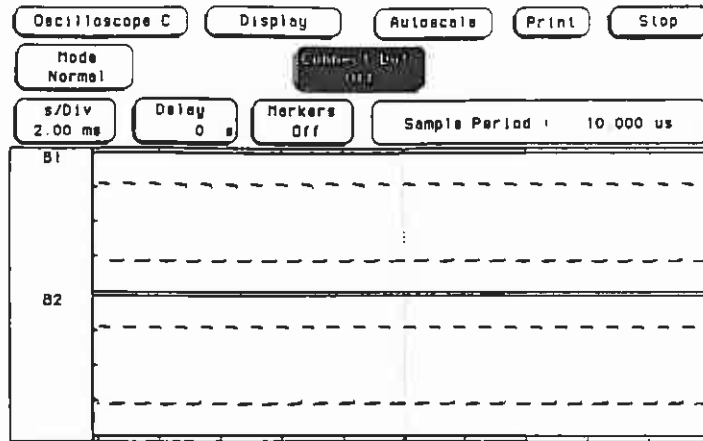 Oscilloscope C Display Autoscale Print Stop
Mode
Normal
Off
s/Div Delay Markers
2.00 ms 0 s Off Sample Period : 10.000 us
B1
B2